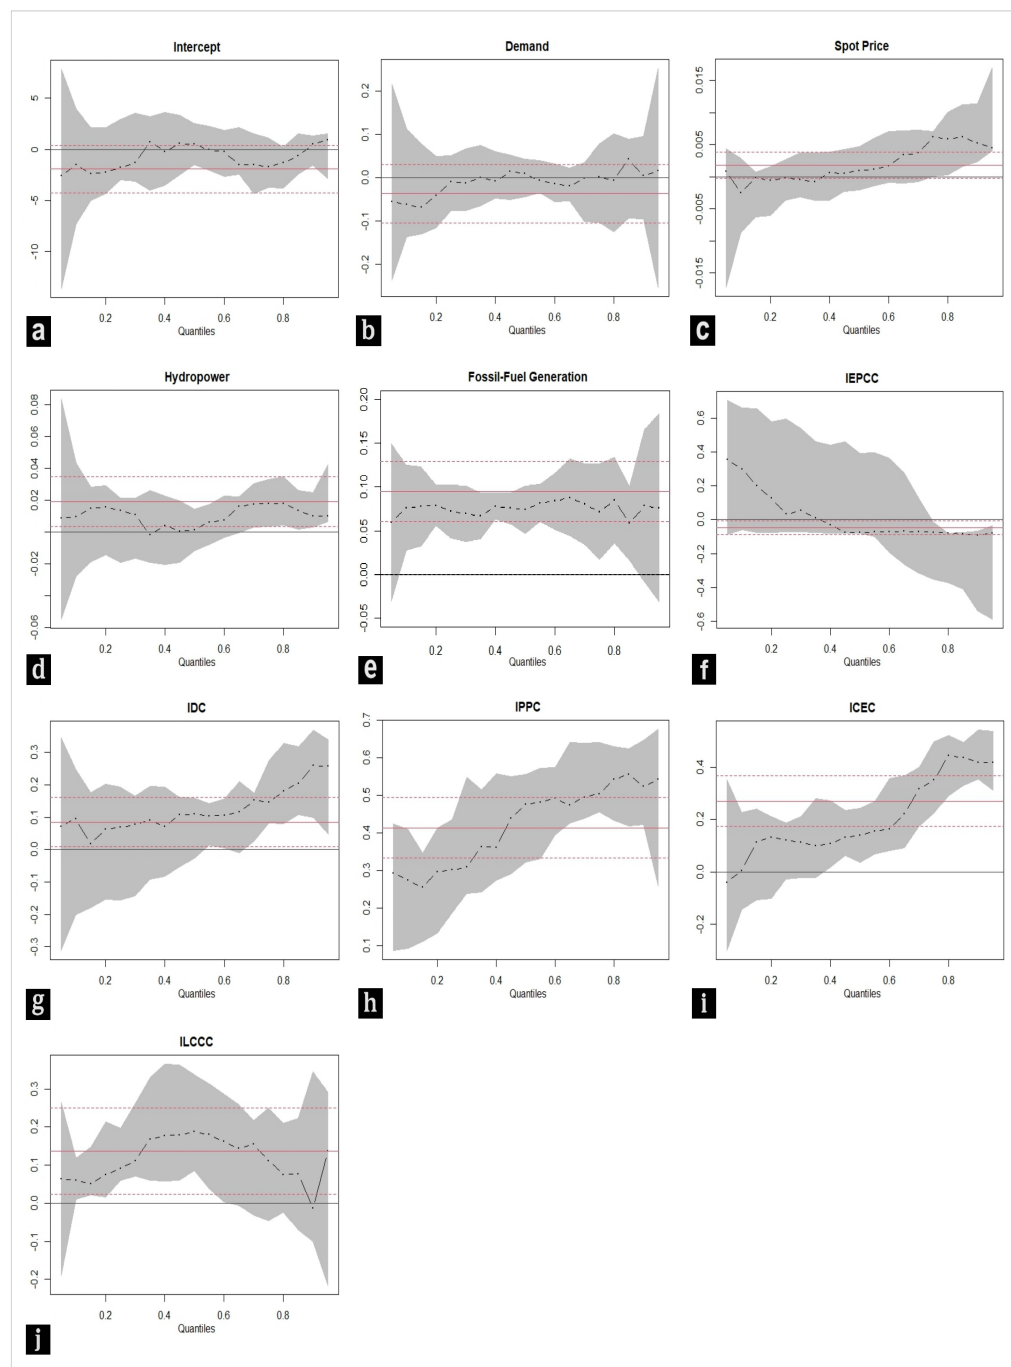 Intercept
5
0
-5
-10
0.2 0.4 0.6 0.8
Quantiles
a
Demand
0.2
0.1
0.0
-0.1
-0.2
0.2 0.4 0.6 0.8
Quantiles
b
Spot Price
0.015
0.005
-0.005
-0.015
0.2 0.4 0.6 0.8
Quantiles
c
Hydropower
0.08
0.06
0.04
0.02
-0.02
-0.06
0.2 0.4 0.6 0.8
Quantiles
d
Fossil-Fuel Generation
0.20
0.15
0.10
0.05
0.00
-0.05
0.2 0.4 0.6 0.8
Quantiles
e
IEPCC
0.6
0.4
0.2
0.0
-0.2
-0.4
-0.6
0.2 0.4 0.6 0.8
Quantiles
f
IDC
0.3
0.2
0.1
0.0
-0.1
-0.2
-0.3
0.2 0.4 0.6 0.8
Quantiles
g
IPPC
0.7
0.6
0.5
0.4
0.3
0.2
0.1
0.2 0.4 0.6 0.8
Quantiles
h
ICEC
0.4
0.2
0.0
-0.2
0.2 0.4 0.6 0.8
Quantiles
i
ILCCC
0.3
0.2
0.1
0.0
-0.1
-0.2
0.2 0.4 0.6 0.8
Quantiles
j